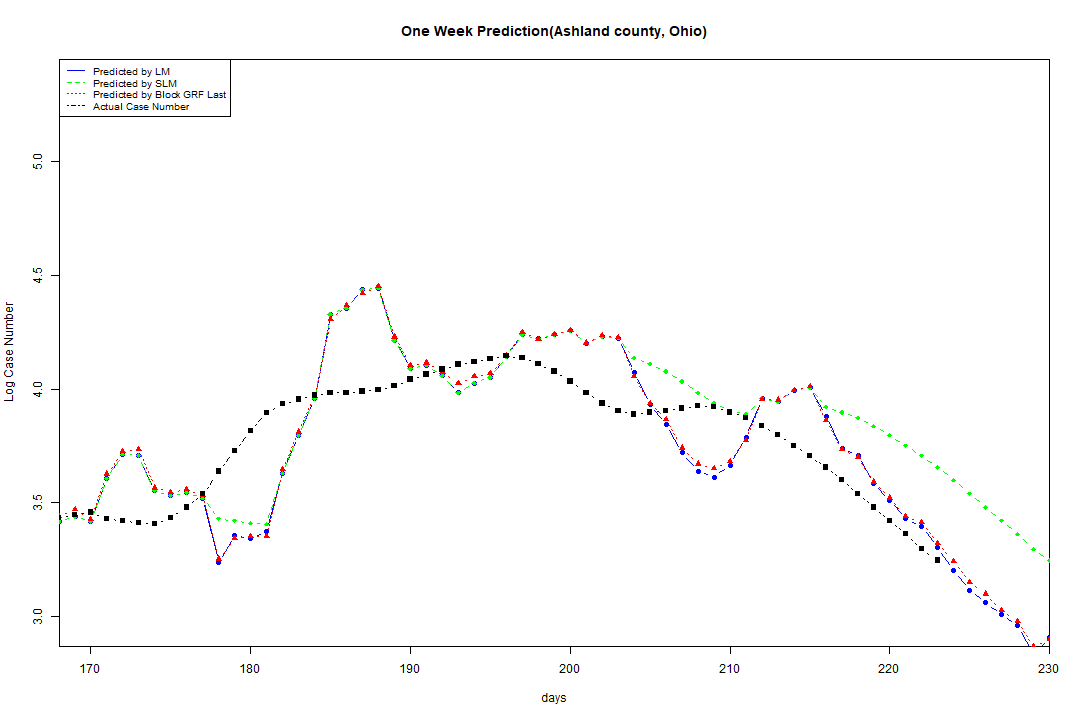 One Week Prediction(Ashland county, Ohio)
Predicted by LM
Predicted by SLM
Predicted by Block GRF Last
Actual Case Number
5.0
4.5
4.0
3.5
3.0
Log Case Number
170 180 190 200 210 220 230
days